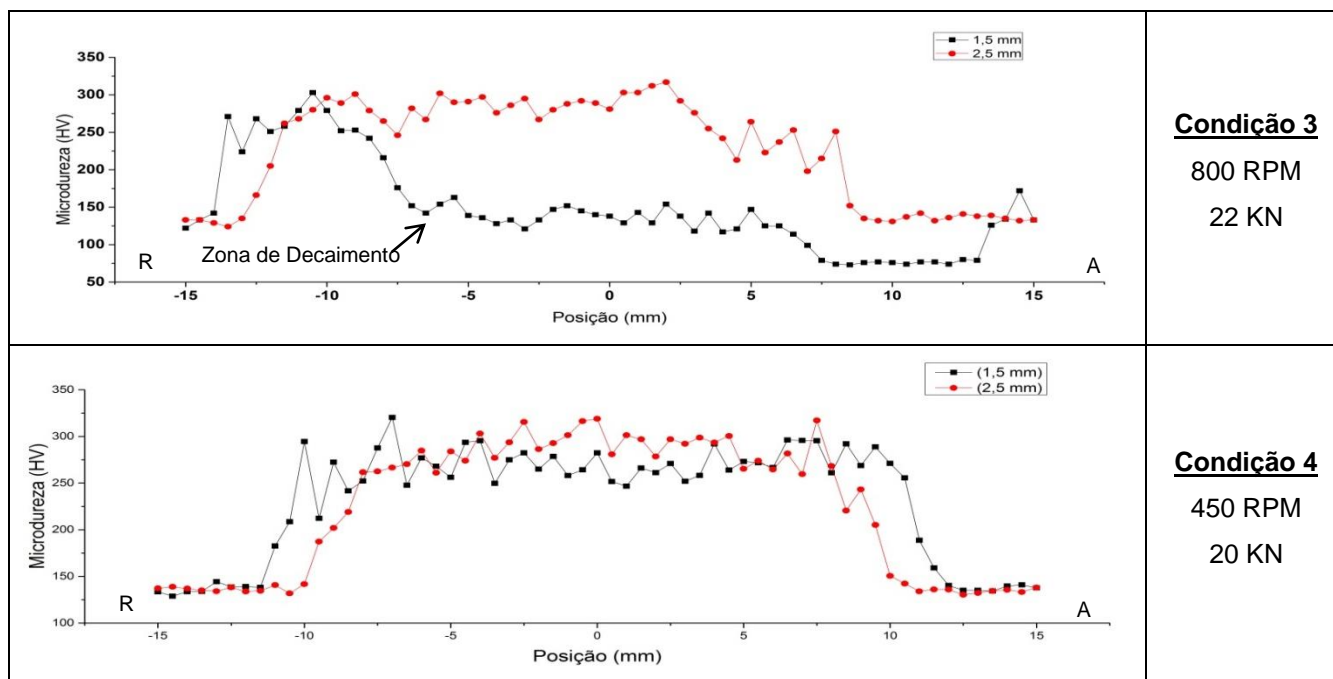 1,5 mm
2,5 mm
350
300
250
200
150
100
50
Microdureza (HV)
Zona de Decaimento
R
A
-15
-10
-5
0
5
10
15
Posição (mm)
Condição 3
800 RPM
22 KN
(1,5 mm)
(2,5 mm)
350
300
250
200
150
100
Microdureza (HV)
R
A
-15
-10
-5
0
5
10
15
Posição (mm)
Condição 4
450 RPM
20 KN